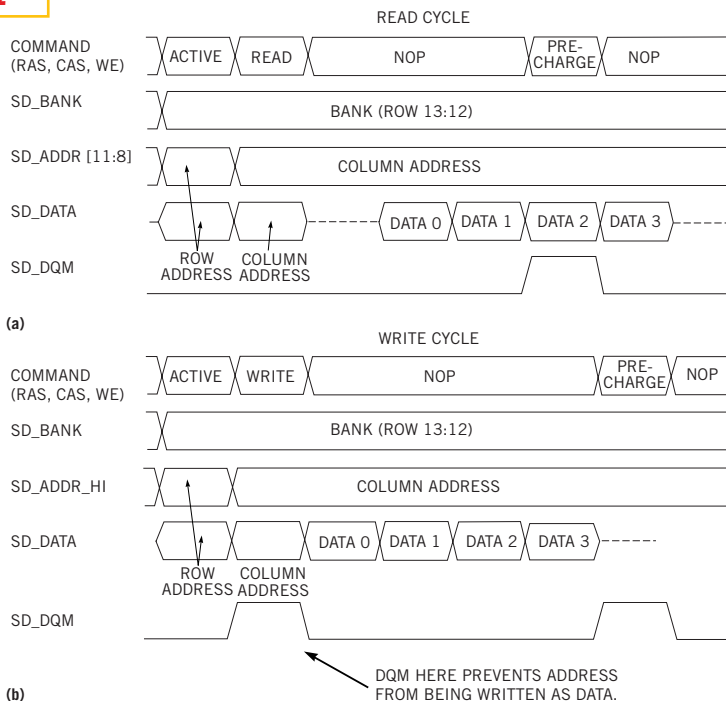 READ CYCLE
COMMAND
(RAS, CAS, WE)
ACTIVE READ NOP PRE-
CHARGE NOP
SD_BANK
BANK (ROW 13:12)
SD_ADDR [11:8]
COLUMN ADDRESS
SD_DATA
DATA 0 DATA 1 DATA 2 DATA 3
ROW
ADDRESS
COLUMN
ADDRESS
SD_DQM
(a)
WRITE CYCLE
COMMAND
(RAS, CAS, WE)
ACTIVE WRITE NOP PRE-
CHARGE NOP
SD_BANK
BANK (ROW 13:12)
SD_ADDR_HI
COLUMN ADDRESS
SD_DATA
DATA 0 DATA 1 DATA 2 DATA 3
ROW
ADDRESS
COLUMN
ADDRESS
SD_DQM
DQM HERE PREVENTS ADDRESS
FROM BEING WRITTEN AS DATA.
(b)